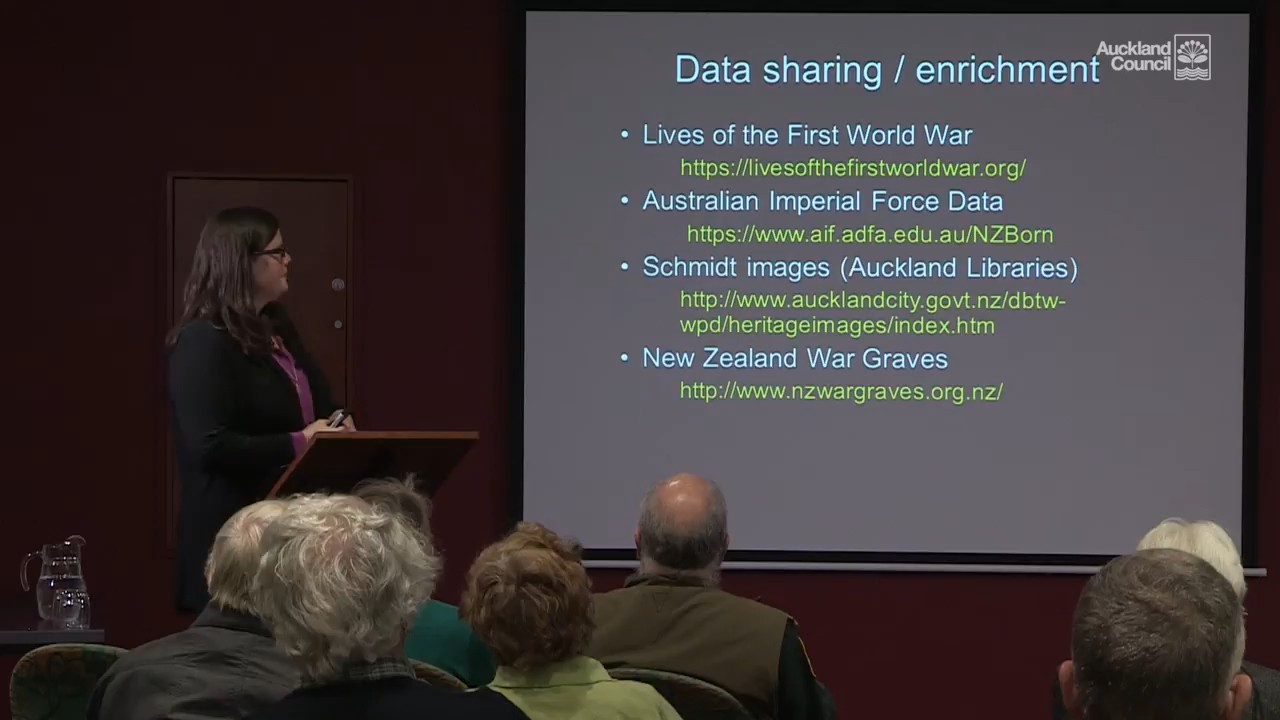 Auckland
Council
Data sharing / enrichment
• Lives of the First World War
https://livesofthefirstworldwar.org/
• Australian Imperial Force Data
https://www.aif.adfa.edu.au/NZBorn
• Schmidt images (Auckland Libraries)
http://www.aucklandcity.govt.nz/dbtw-
wpd/heritageimages/index.htm
• New Zealand War Graves
http://www.nzwargraves.org.nz/